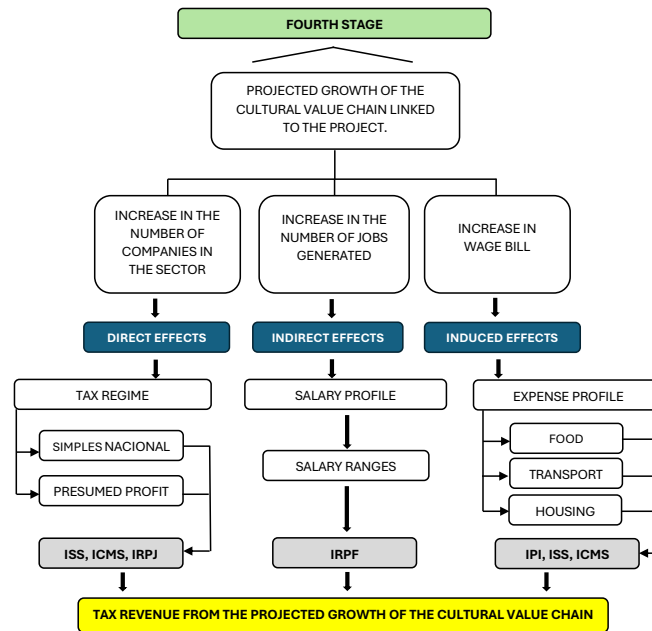 FOURTH STAGE
PROJECTED GROWTH OF THE
CULTURAL VALUE CHAIN LINKED
TO THE PROJECT.
INCREASE IN THE
NUMBER OF
COMPANIES IN
THE SECTOR
INCREASE IN THE
NUMBER OF JOBS
GENERATED
INCREASE IN
WAGE BILL
DIRECT EFFECTS
INDIRECT EFFECTS
INDUCED EFFECTS
TAX REGIME
SALARY PROFILE
EXPENSE PROFILE
SIMPLES NACIONAL
PRESUMED PROFIT
SALARY RANGES
FOOD
TRANSPORT
HOUSING
ISS, ICMS, IRPJ
IRPF
IPI, ISS, ICMS
TAX REVENUE FROM THE PROJECTED GROWTH OF THE CULTURAL VALUE CHAIN